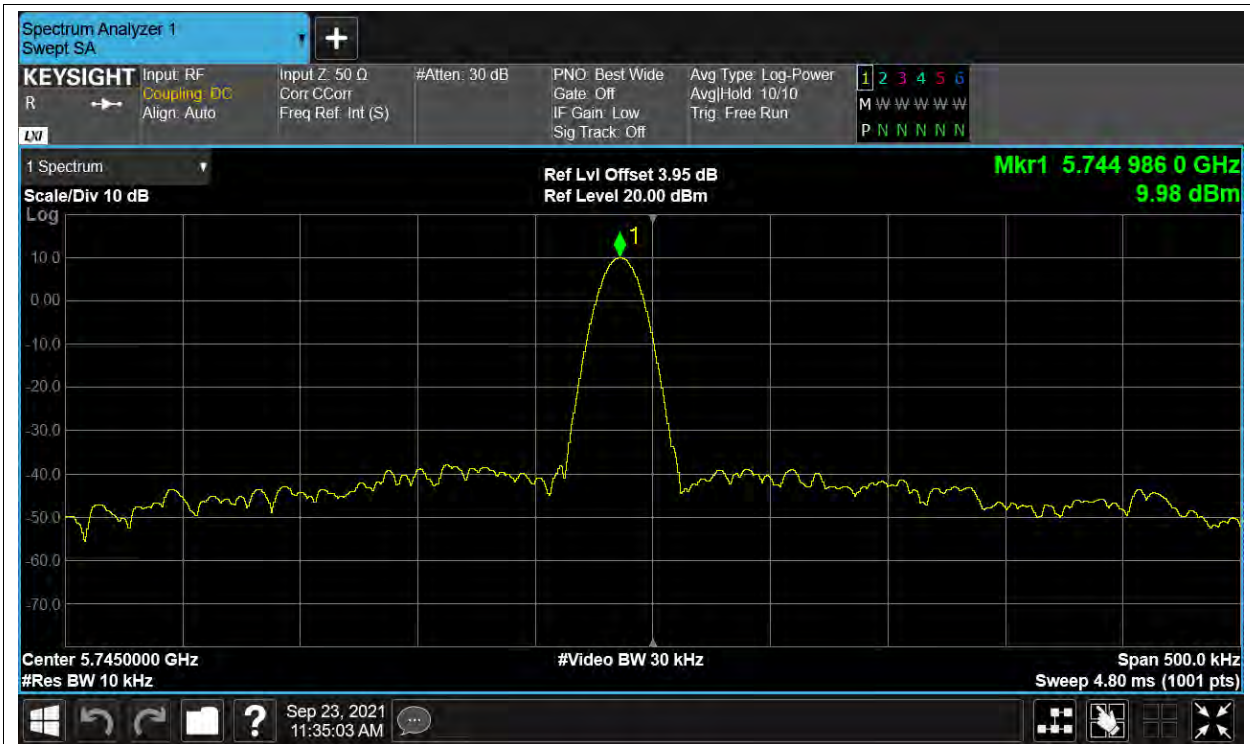 Spectrum Analyzer 1
Swept SA
+
KEYSIGHT
R
LXI
Input: RF
Coupling: DC
Align: Auto
Input Z: 50 Ω
Corr CCorr
Freq Ref: Int (S)
#Atten: 30 dB
PNO: Best Wide
Gate: Off
IF Gain: Low
Sig Track: Off
Avg Type: Log-Power
Avg|Hold: 10/10
Trig: Free Run
1 2 3 4 5 6
M W W W W W
P N N N N N
1 Spectrum
Scale/Div 10 dB
Log
Ref Lvl Offset 3.95 dB
Ref Level 20.00 dBm
Mkr1 5.744 986 0 GHz
9.98 dBm
1
10.0
0.00
-10.0
-20.0
-30.0
-40.0
-50.0
-60.0
-70.0
Center 5.7450000 GHz
#Res BW 10 kHz
#Video BW 30 kHz
Span 500.0 kHz
Sweep 4.80 ms (1001 pts)
?
Sep 23, 2021
11:35:03 AM